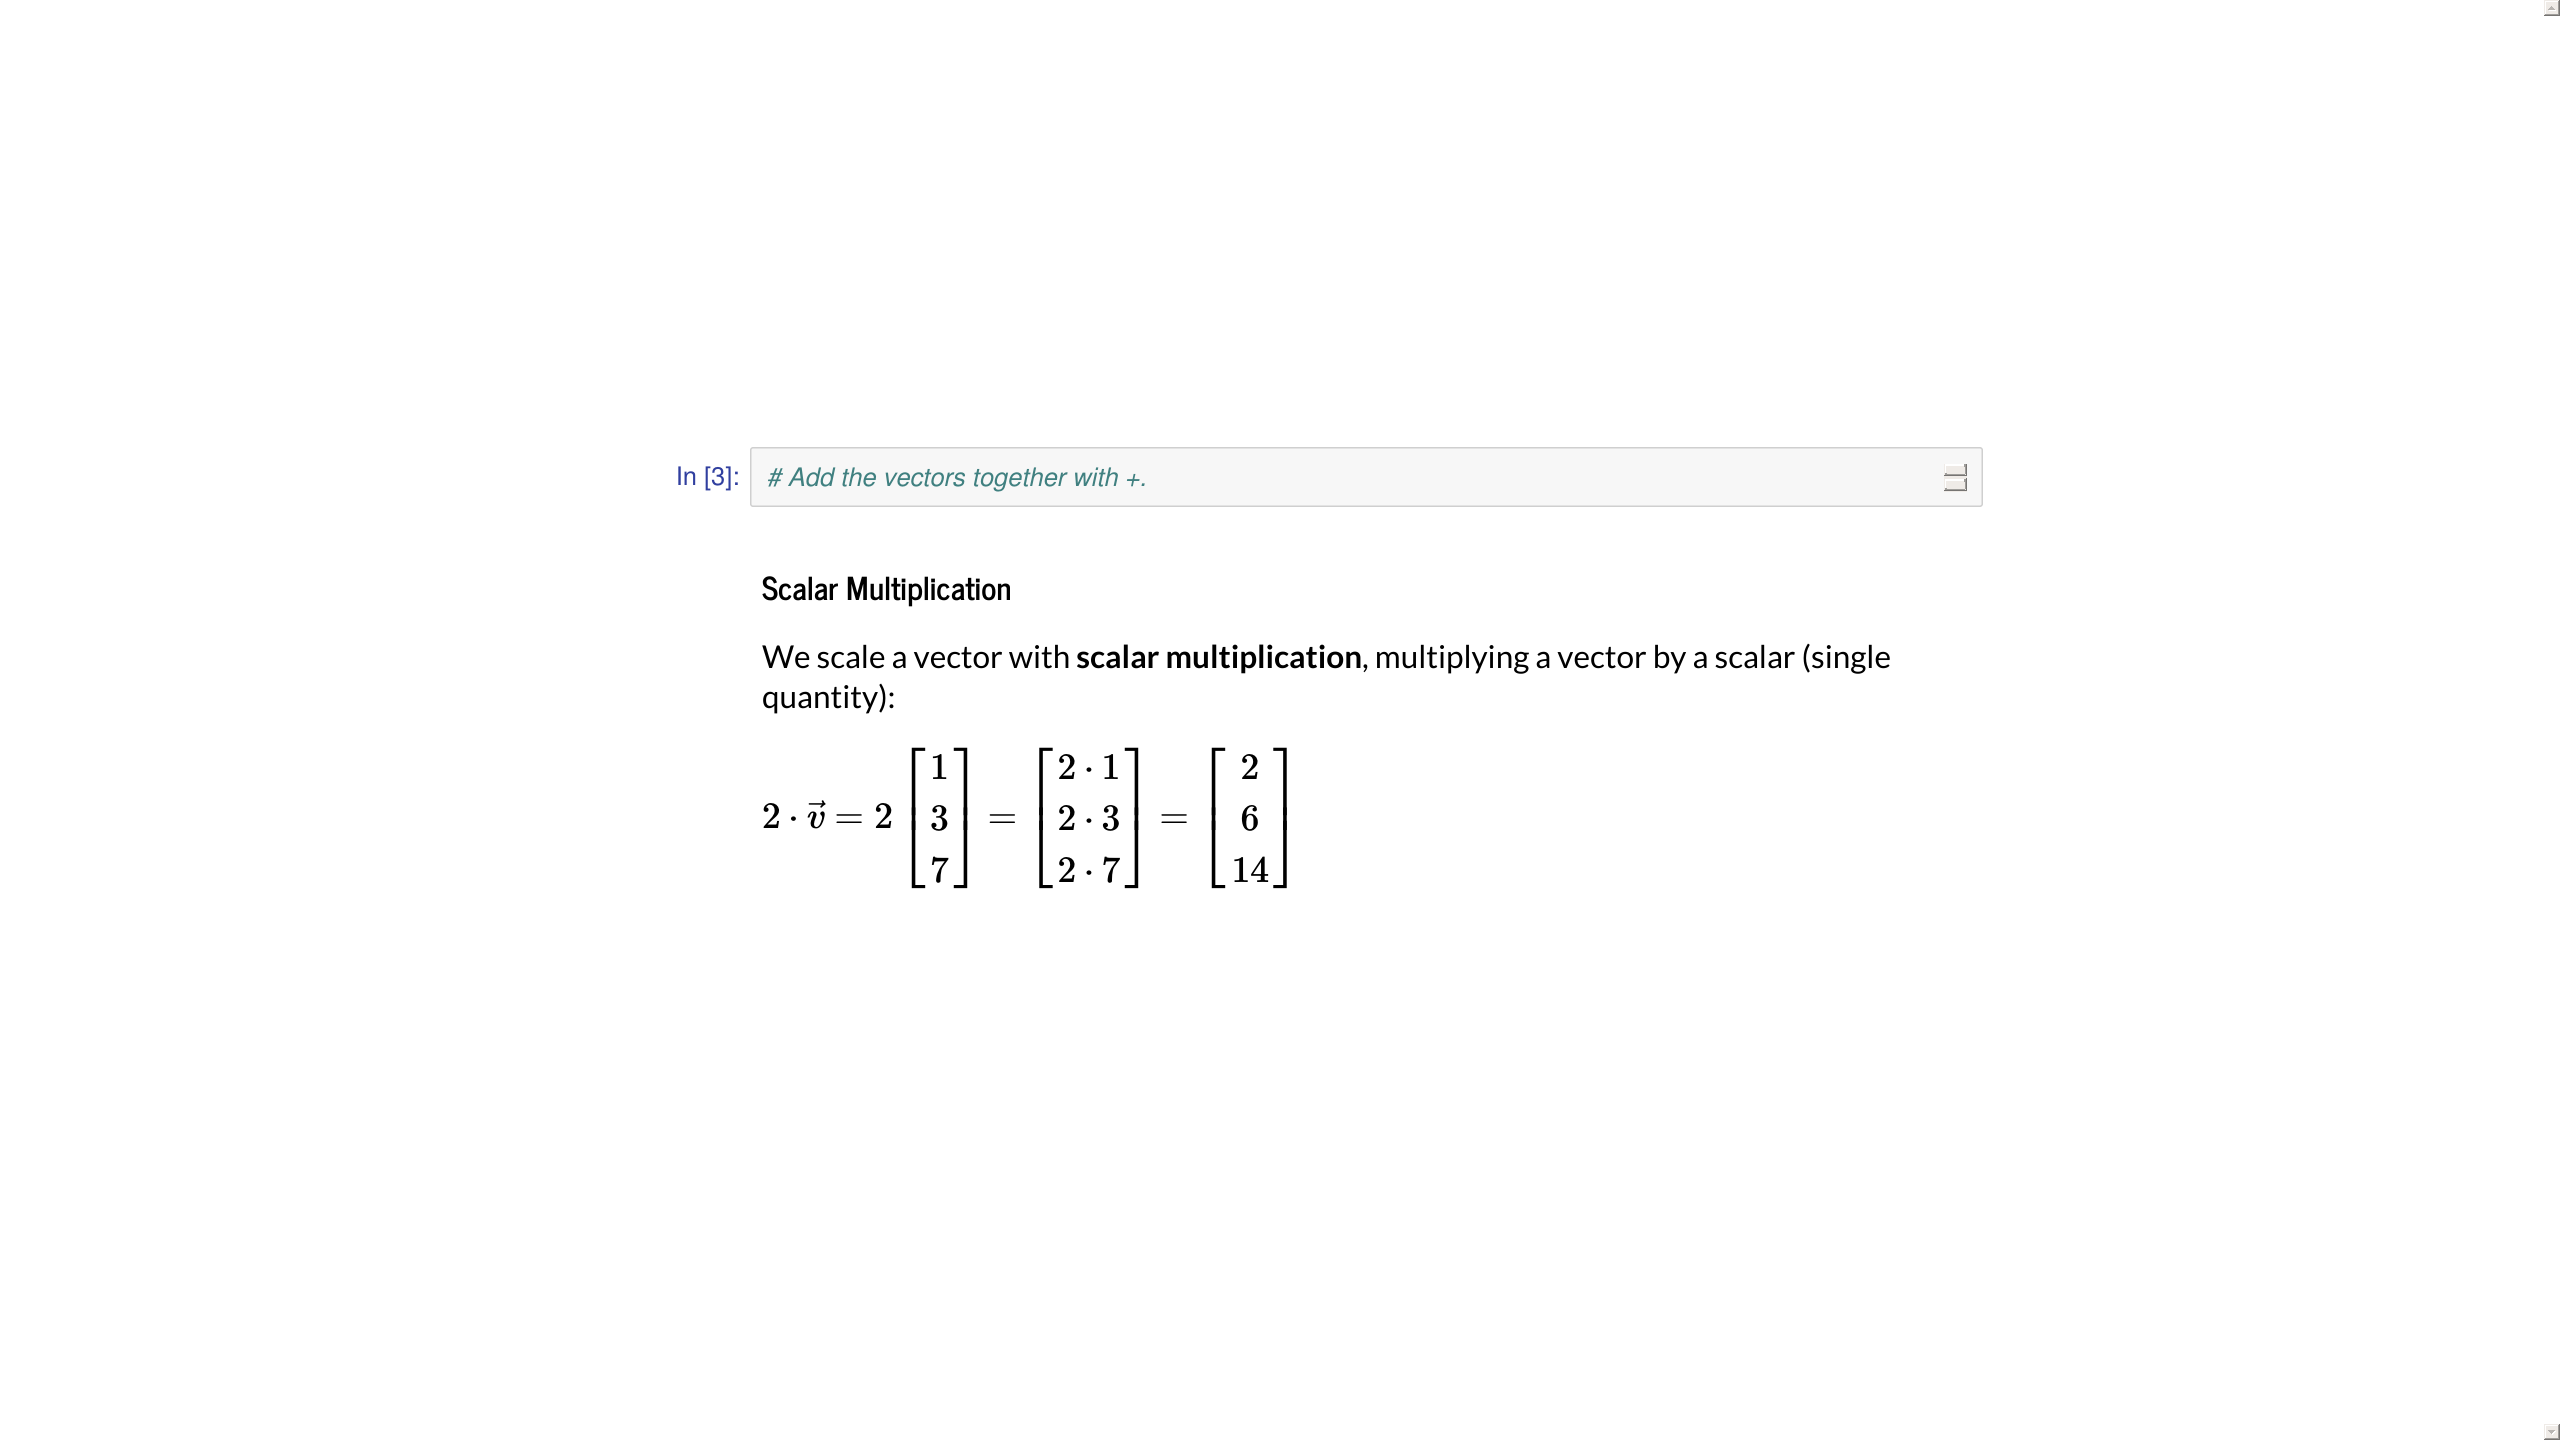 In [3]: # Add the vectors together with +.
Scalar Multiplication
We scale a vector with scalar multiplication, multiplying a vector by a scalar (single
quantity):
$2 \cdot \vec{v} = 2 \begin{bmatrix} 1 \\ 3 \\ 7 \end{bmatrix} = \begin{bmatrix} 2 \cdot 1 \\ 2 \cdot 3 \\ 2 \cdot 7 \end{bmatrix} = \begin{bmatrix} 2 \\ 6 \\ 14 \end{bmatrix}$